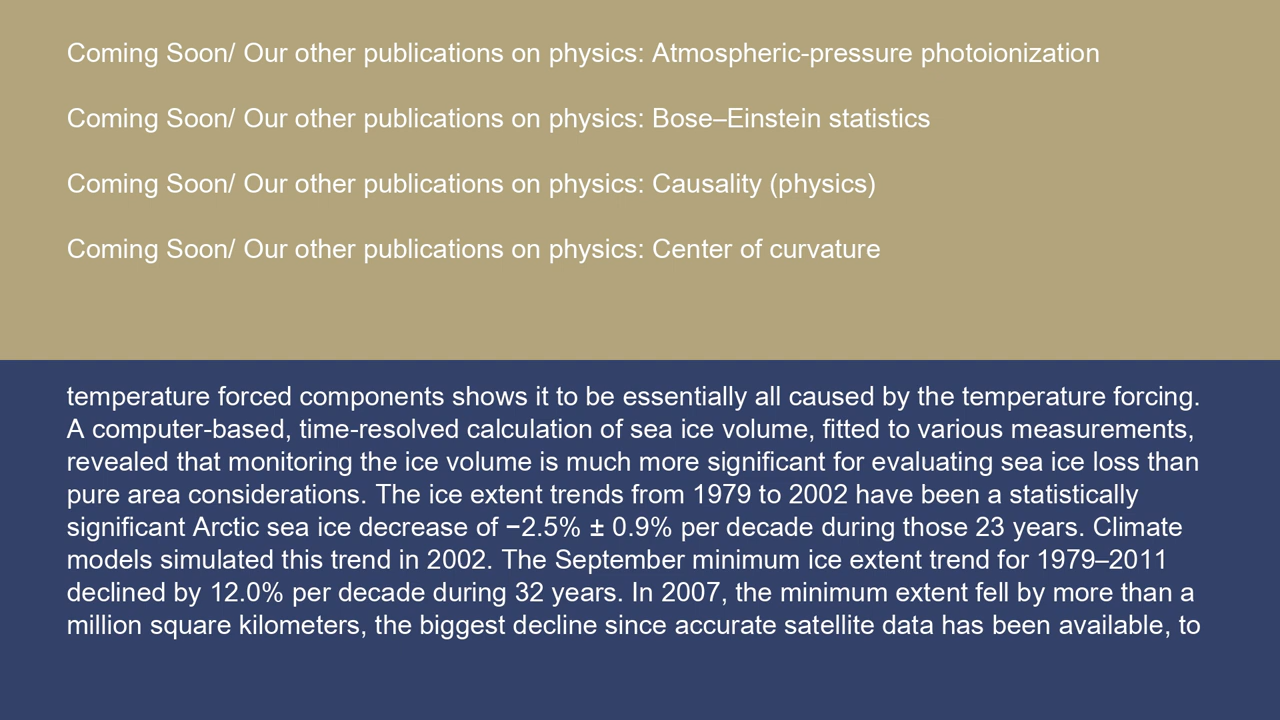 Coming Soon/ Our other publications on physics: Atmospheric-pressure photoionization
Coming Soon/ Our other publications on physics: Bose–Einstein statistics
Coming Soon/ Our other publications on physics: Causality (physics)
Coming Soon/ Our other publications on physics: Center of curvature
temperature forced components shows it to be essentially all caused by the temperature forcing.
A computer-based, time-resolved calculation of sea ice volume, fitted to various measurements,
revealed that monitoring the ice volume is much more significant for evaluating sea ice loss than
pure area considerations. The ice extent trends from 1979 to 2002 have been a statistically
significant Arctic sea ice decrease of −2.5% ± 0.9% per decade during those 23 years. Climate
models simulated this trend in 2002. The September minimum ice extent trend for 1979–2011
declined by 12.0% per decade during 32 years. In 2007, the minimum extent fell by more than a
million square kilometers, the biggest decline since accurate satellite data has been available, to